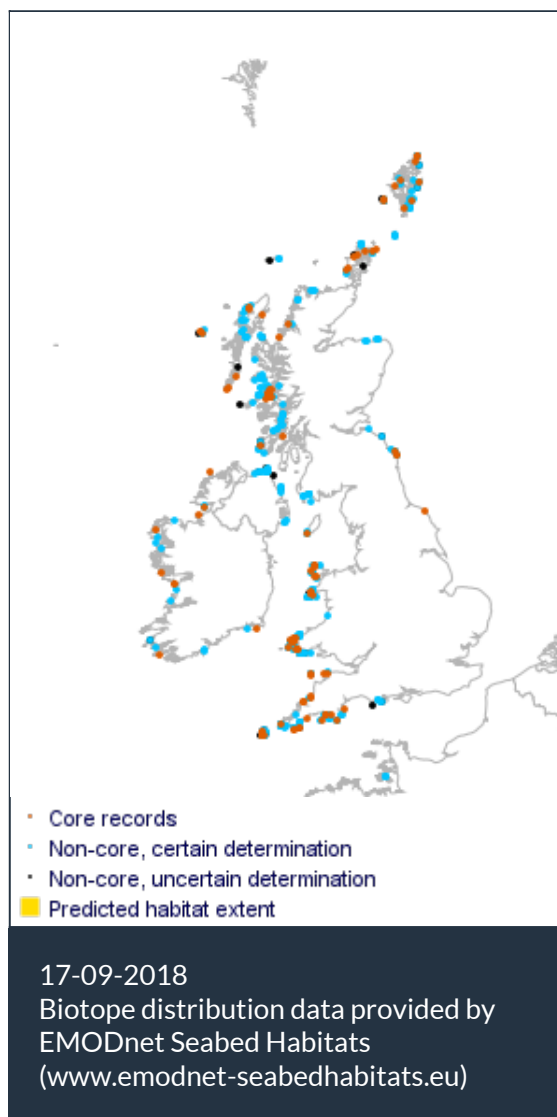 Core records
Non-core, certain determination
Non-core, uncertain determination
Predicted habitat extent
17-09-2018
Biotope distribution data provided by
EMODnet Seabed Habitats
(www.emodnet-seabedhabitats.eu)